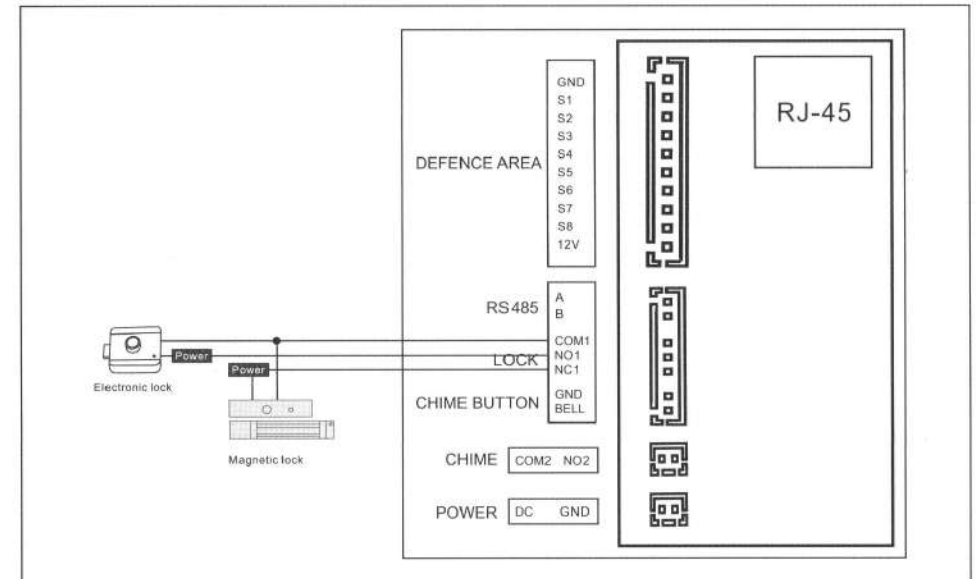 RJ-45
DEFENCE AREA
GND
S1
S2
S3
S4
S5
S6
S7
S8
12V
RS485
A
B
LOCK
COM1
NO1
NC1
CHIME BUTTON
GND
BELL
Power
Electronic lock
Power
Magnetic lock
CHIME
COM2 NO2
POWER
DC GND